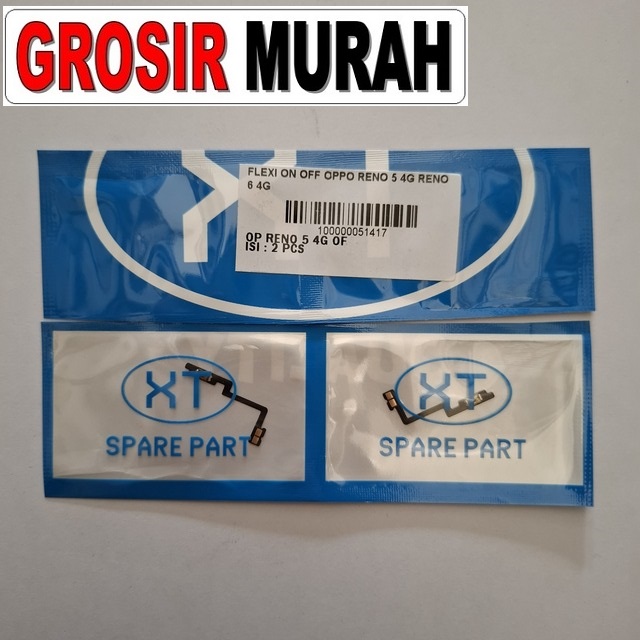 GROSIR MURAH
FLEXI ON OFF OPPO RENO 5 4G RENO
6 4G
100000051417
OP RENO 5 4G OF
ISI : 2 PCS
XT
SPARE PART
XT
SPARE PART